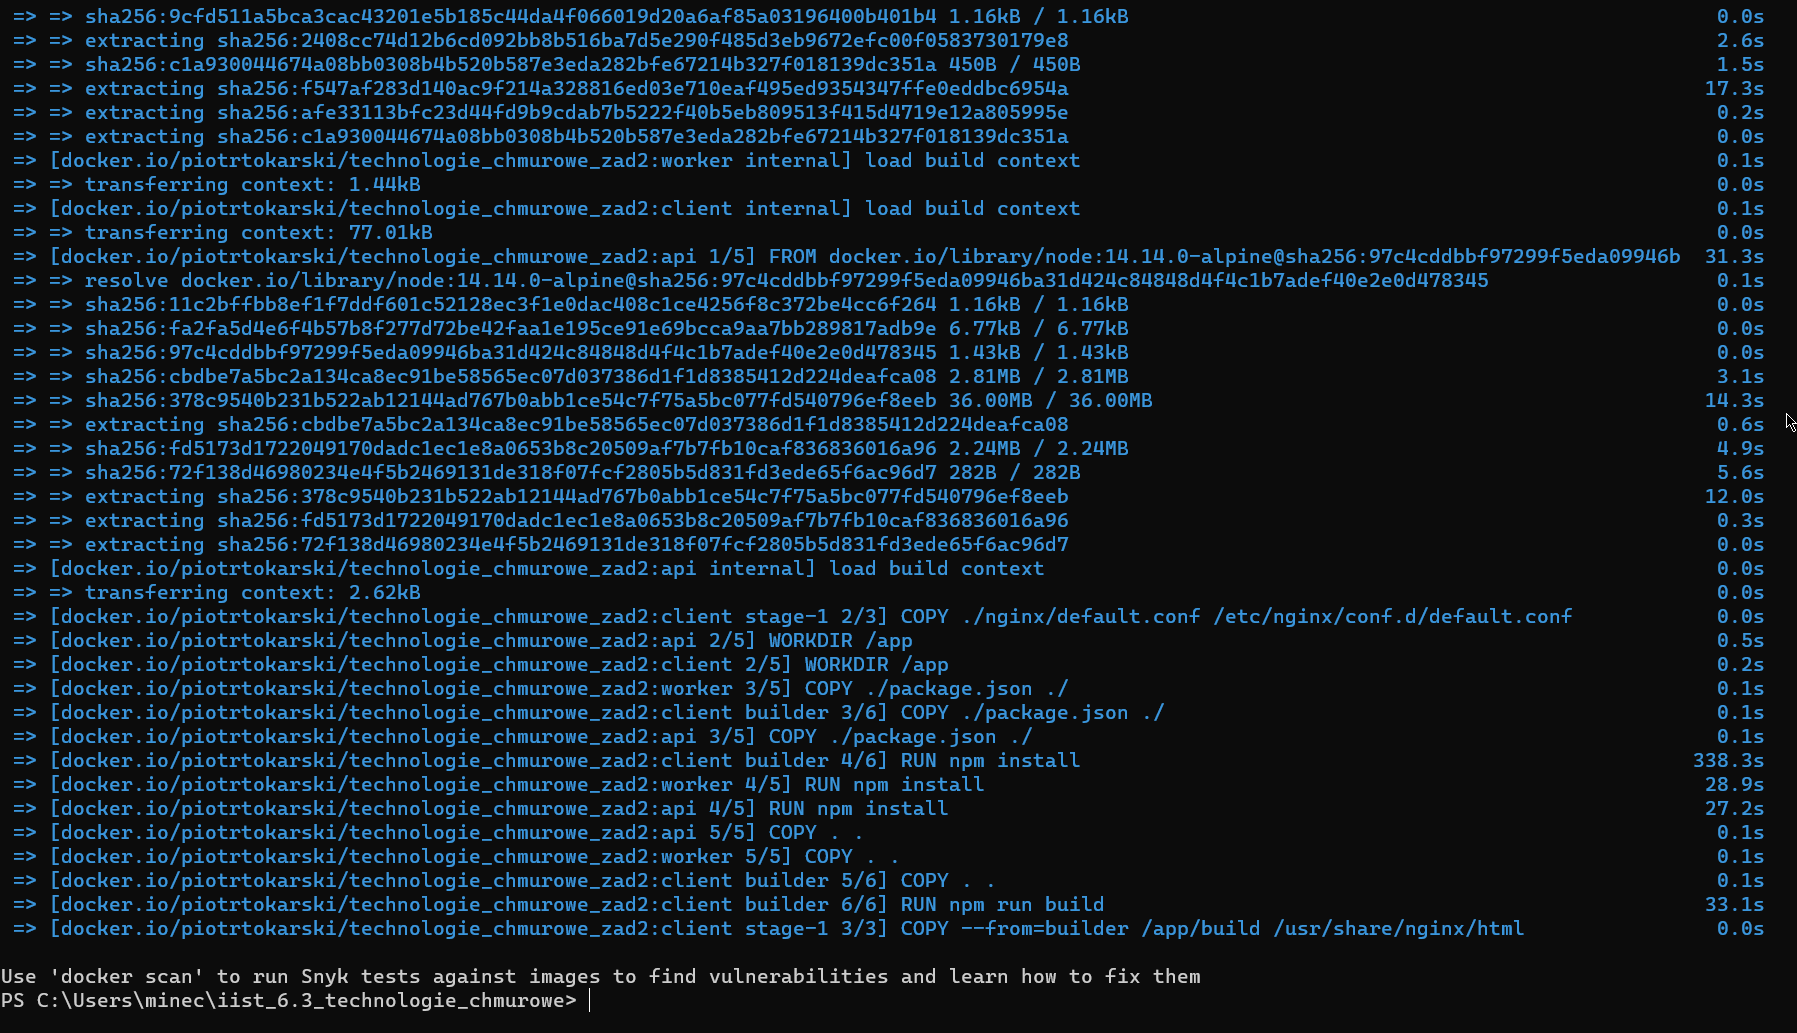 => => sha256:9cfd511a5bca3cac43201e5b185c44da4f066019d20a6af85a03196400b401b4 1.16kB / 1.16kB 0.0s
=> => extracting sha256:2408cc74d12b6cd092bb8b516ba7d5e290f485d3eb9672efc00f0583730179e8 2.6s
=> => sha256:c1a930044674a08bb0308b4b520b587e3eda282bfe67214b327f018139dc351a 450B / 450B 1.5s
=> => extracting sha256:f547af283d140ac9f214a328816ed03e710eaf495ed9354347ffe0eddbc6954a 17.3s
=> => extracting sha256:afe33113bfc23d44fd9b9cdab7b5222f40b5eb809513f415d4719e12a805995e 0.2s
=> => extracting sha256:c1a930044674a08bb0308b4b520b587e3eda282bfe67214b327f018139dc351a 0.0s
=> [docker.io/piotrtokarski/technologie_chmurowe_zad2:worker internal] load build context 0.1s
=> => transferring context: 1.44kB 0.0s
=> [docker.io/piotrtokarski/technologie_chmurowe_zad2:client internal] load build context 0.1s
=> => transferring context: 77.01kB 0.0s
=> [docker.io/piotrtokarski/technologie_chmurowe_zad2:api 1/5] FROM docker.io/library/node:14.14.0-alpine@sha256:97c4cddbbf97299f5eda09946b 31.3s
=> => resolve docker.io/library/node:14.14.0-alpine@sha256:97c4cddbbf97299f5eda09946ba31d424c84848d4f4c1b7adef40e2e0d478345 0.1s
=> => sha256:11c2bffbb8ef1f7ddf601c52128ec3f1e0dac408c1ce4256f8c372be4cc6f264 1.16kB / 1.16kB 0.0s
=> => sha256:fa2fa5d4e6f4b57b8f277d72be42faa1e195ce91e69bcca9aa7bb289817adb9e 6.77kB / 6.77kB 0.0s
=> => sha256:97c4cddbbf97299f5eda09946ba31d424c84848d4f4c1b7adef40e2e0d478345 1.43kB / 1.43kB 0.0s
=> => sha256:cbdbe7a5bc2a134ca8ec91be58565ec07d037386d1f1d8385412d224deafca08 2.81MB / 2.81MB 3.1s
=> => sha256:378c9540b231b522ab12144ad767b0abb1ce54c7f75a5bc077fd540796ef8eeb 36.00MB / 36.00MB 14.3s
=> => extracting sha256:cbdbe7a5bc2a134ca8ec91be58565ec07d037386d1f1d8385412d224deafca08 0.6s
=> => sha256:fd5173d1722049170dadc1ec1e8a0653b8c20509af7b7fb10caf836836016a96 2.24MB / 2.24MB 4.9s
=> => sha256:72f138d46980234e4f5b2469131de318f07fcf2805b5d831fd3ede65f6ac96d7 282B / 282B 5.6s
=> => extracting sha256:378c9540b231b522ab12144ad767b0abb1ce54c7f75a5bc077fd540796ef8eeb 12.0s
=> => extracting sha256:fd5173d1722049170dadc1ec1e8a0653b8c20509af7b7fb10caf836836016a96 0.3s
=> => extracting sha256:72f138d46980234e4f5b2469131de318f07fcf2805b5d831fd3ede65f6ac96d7 0.0s
=> [docker.io/piotrtokarski/technologie_chmurowe_zad2:api internal] load build context 0.0s
=> => transferring context: 2.62kB 0.0s
=> [docker.io/piotrtokarski/technologie_chmurowe_zad2:client stage-1 2/3] COPY ./nginx/default.conf /etc/nginx/conf.d/default.conf 0.0s
=> [docker.io/piotrtokarski/technologie_chmurowe_zad2:api 2/5] WORKDIR /app 0.5s
=> [docker.io/piotrtokarski/technologie_chmurowe_zad2:client 2/5] WORKDIR /app 0.2s
=> [docker.io/piotrtokarski/technologie_chmurowe_zad2:worker 3/5] COPY ./package.json ./ 0.1s
=> [docker.io/piotrtokarski/technologie_chmurowe_zad2:client builder 3/6] COPY ./package.json ./ 0.1s
=> [docker.io/piotrtokarski/technologie_chmurowe_zad2:api 3/5] COPY ./package.json ./ 0.1s
=> [docker.io/piotrtokarski/technologie_chmurowe_zad2:client builder 4/6] RUN npm install 338.3s
=> [docker.io/piotrtokarski/technologie_chmurowe_zad2:worker 4/5] RUN npm install 28.9s
=> [docker.io/piotrtokarski/technologie_chmurowe_zad2:api 4/5] RUN npm install 27.2s
=> [docker.io/piotrtokarski/technologie_chmurowe_zad2:api 5/5] COPY . . 0.1s
=> [docker.io/piotrtokarski/technologie_chmurowe_zad2:worker 5/5] COPY . . 0.1s
=> [docker.io/piotrtokarski/technologie_chmurowe_zad2:client builder 5/6] COPY . . 0.1s
=> [docker.io/piotrtokarski/technologie_chmurowe_zad2:client builder 6/6] RUN npm run build 33.1s
=> [docker.io/piotrtokarski/technologie_chmurowe_zad2:client stage-1 3/3] COPY --from=builder /app/build /usr/share/nginx/html 0.0s
Use 'docker scan' to run Snyk tests against images to find vulnerabilities and learn how to fix them
PS C:\Users\minec\iist_6.3_technologie_chmurowe>